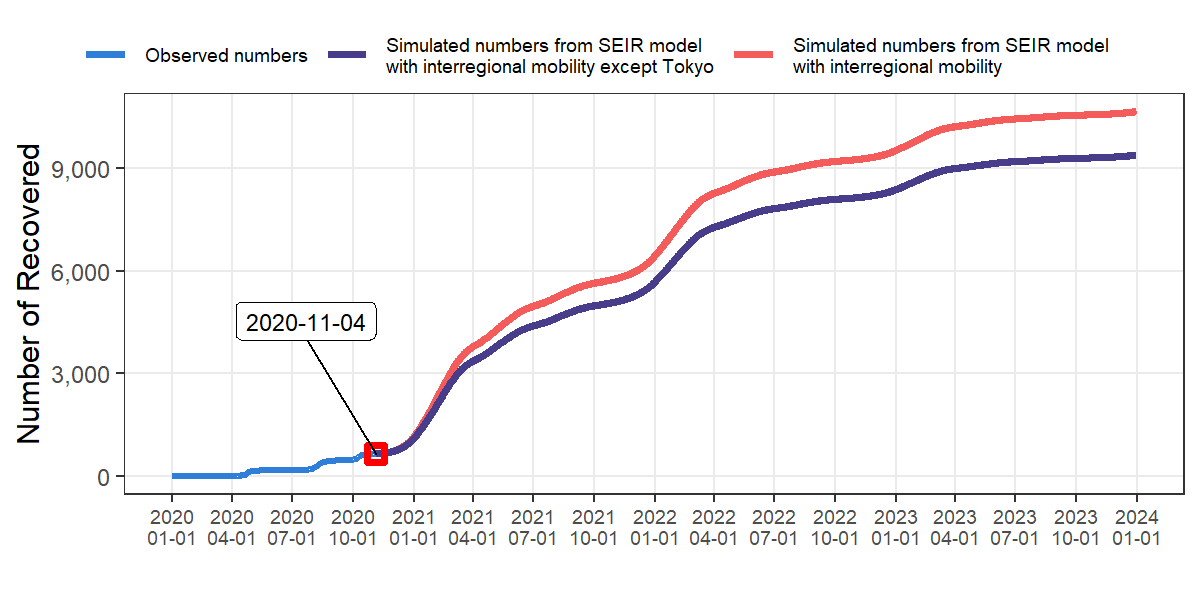 Observed numbers
Simulated numbers from SEIR model
with interregional mobility except Tokyo
Simulated numbers from SEIR model
with interregional mobility
Number of Recovered
9,000
6,000
3,000
0
2020-11-04
2020 2020 2020 2020 2021 2021 2021 2021 2022 2022 2022 2022 2023 2023 2023 2023 2024
01-01 04-01 07-01 10-01 01-01 04-01 07-01 10-01 01-01 04-01 07-01 10-01 01-01 04-01 07-01 10-01 01-01